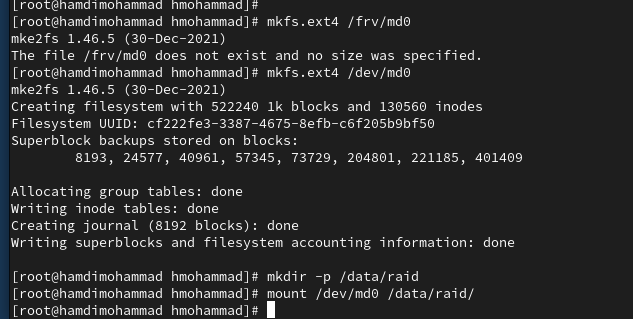 [root@hamdimohammad hmohammad]#
[root@hamdimohammad hmohammad]# mkfs.ext4 /frv/md0
mke2fs 1.46.5 (30-Dec-2021)
The file /frv/md0 does not exist and no size was specified.
[root@hamdimohammad hmohammad]# mkfs.ext4 /dev/md0
mke2fs 1.46.5 (30-Dec-2021)
Creating filesystem with 522240 1k blocks and 130560 inodes
Filesystem UUID: cf222fe3-3387-4675-8efb-c6f205b9bf50
Superblock backups stored on blocks:
        8193, 24577, 40961, 57345, 73729, 204801, 221185, 401409
Allocating group tables: done
Writing inode tables: done
Creating journal (8192 blocks): done
Writing superblocks and filesystem accounting information: done
[root@hamdimohammad hmohammad]# mkdir -p /data/raid
[root@hamdimohammad hmohammad]# mount /dev/md0 /data/raid/
[root@hamdimohammad hmohammad]#